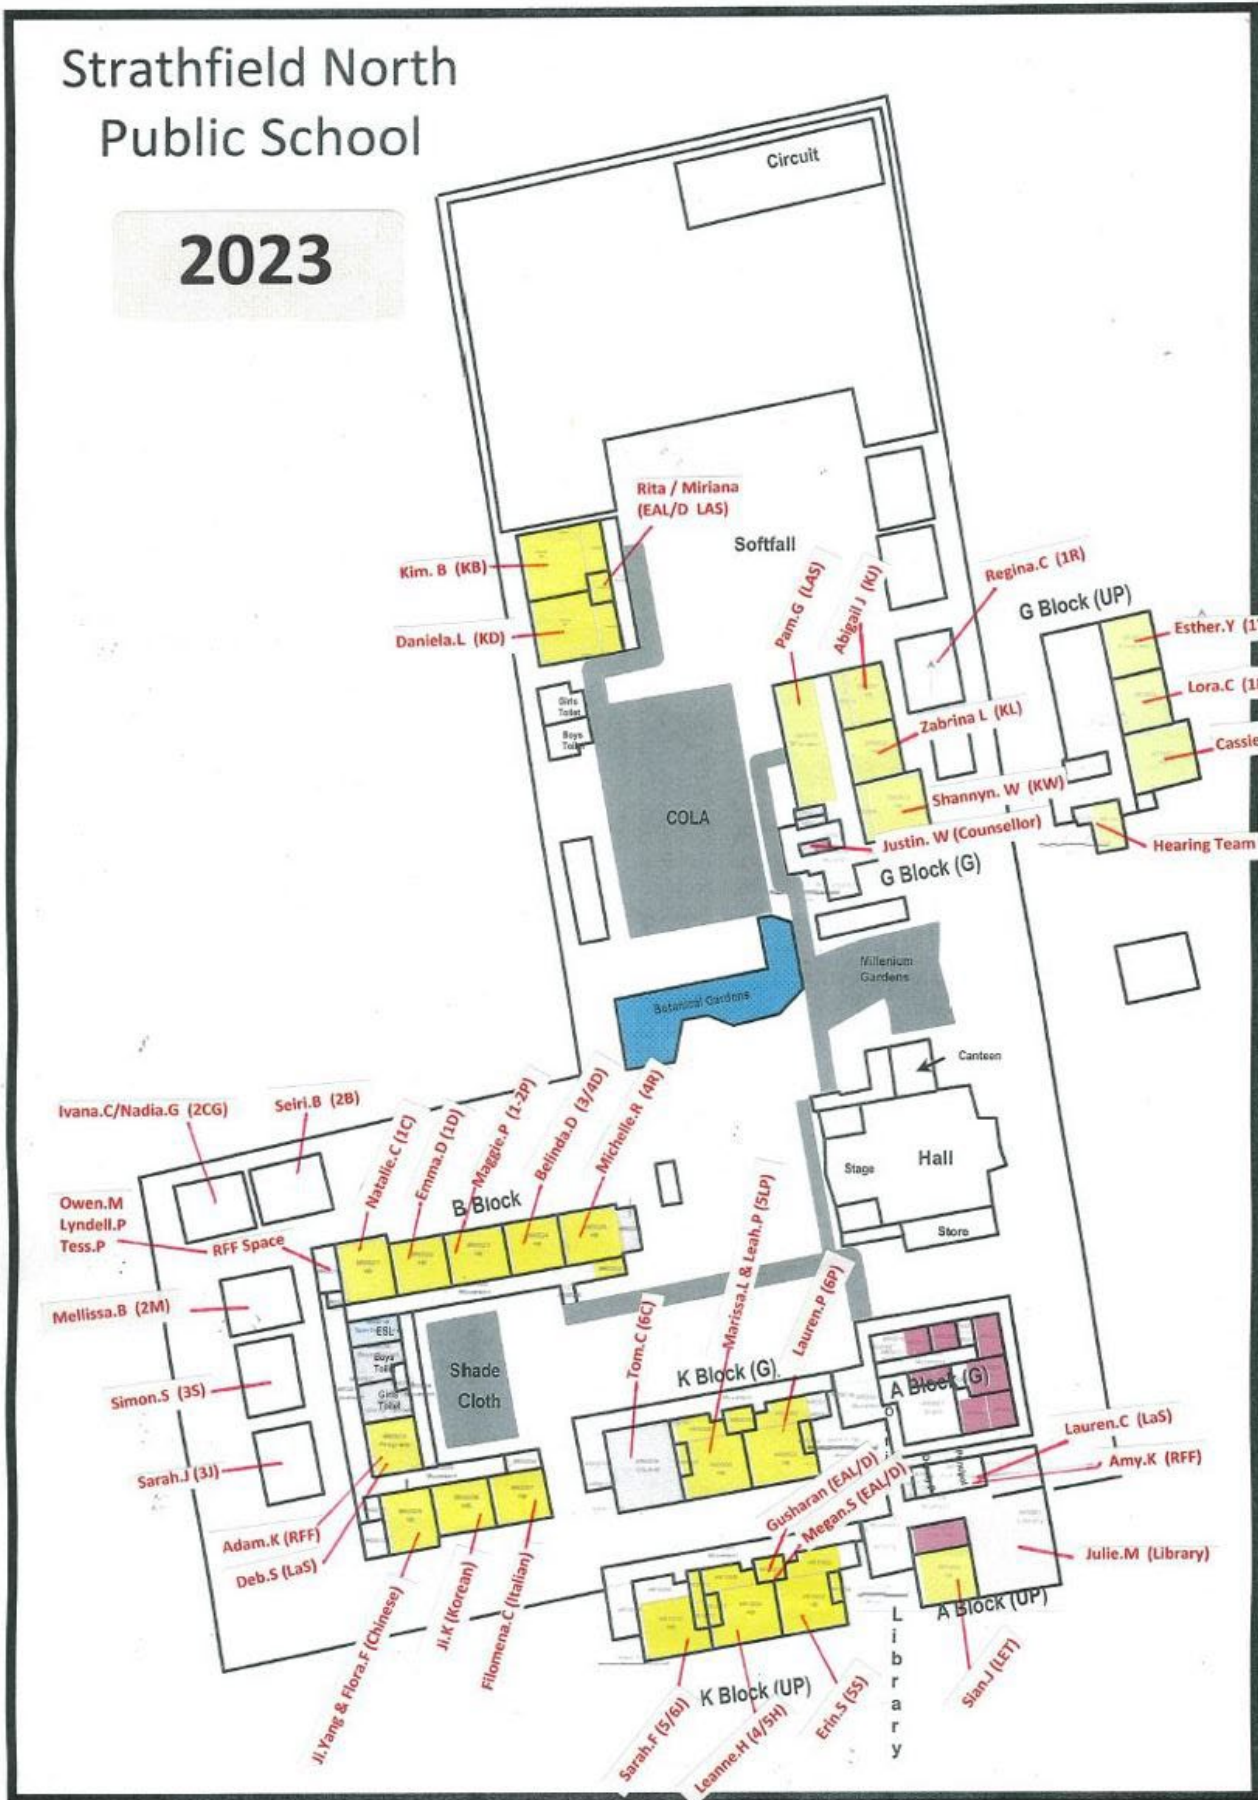 Strathfield North
Public School
2023
Circuit
Rita / Miriana
(EAL/D LAS)
Softfall
Kim. B (KB)
Daniela.L (KD)
Pam.G (LAS)
Abigail J (KJ)
Regina.C (1R)
G Block (UP)
Esther.Y (1
Lora.C (1
Cassie
Zabrina L (KL)
Shannyn. W (KW)
Justin. W (Counsellor)
Hearing Team
G Block (G)
Girls
Toilet
Boys
Toilet
COLA
Millenium
Gardens
Botanical Gardens
Canteen
Hall
Stage
Store
Ivana.C/Nadia.G (2CG)
Seiri.B (2B)
Natalie.C (1C)
Emma.D (1D)
Maggie.P (1-2P)
Belinda.D (3/4D)
Michelle.R (4R)
B Block
Owen.M
Lyndell.P
Tess.P
RFF Space
Mellissa.B (2M)
Simon.S (3S)
Sarah.J (3J)
ESL
Boys
Toilet
Girls
Toilet
Shade
Cloth
Adam.K (RFF)
Deb.S (LaS)
Ji.Yang & Flora.F (Chinese)
Ji.K (Korean)
Filomena.C (Italian)
Tom.C (6C)
Marissa.L & Leah.P (5LP)
Lauren.P (6P)
K Block (G)
A Block (G)
Lauren.C (LaS)
Amy.K (RFF)
Gusharan (EAL/D)
Megan.S (EAL/D)
Julie.M (Library)
A Block (UP)
Library
Sian.J (LET)
K Block (UP)
Sarah.F (5/6J)
Leanne.H (4/5H)
Erin.S (5S)